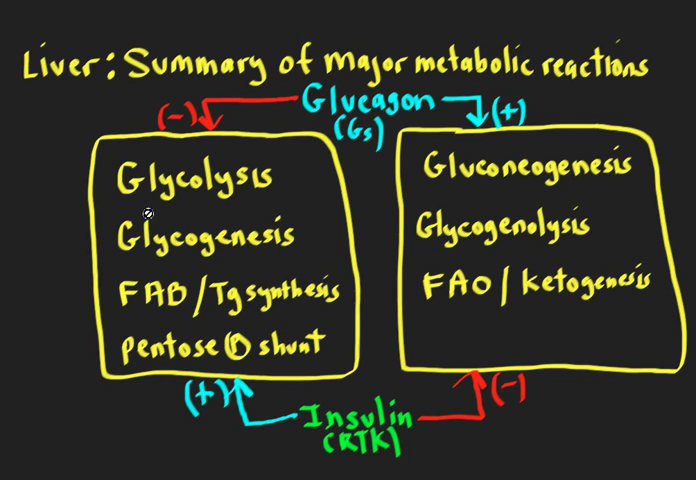 Liver: Summary of major metabolic reactions
(-) Glucagon (+)
(Gs)
Glycolysis
Glycogenesis
FAB/Tg synthesis
pentose P shunt
Gluconeogenesis
Glycogenolysis
FAO/ketogenesis
(+) Insulin (-)
(RTK)